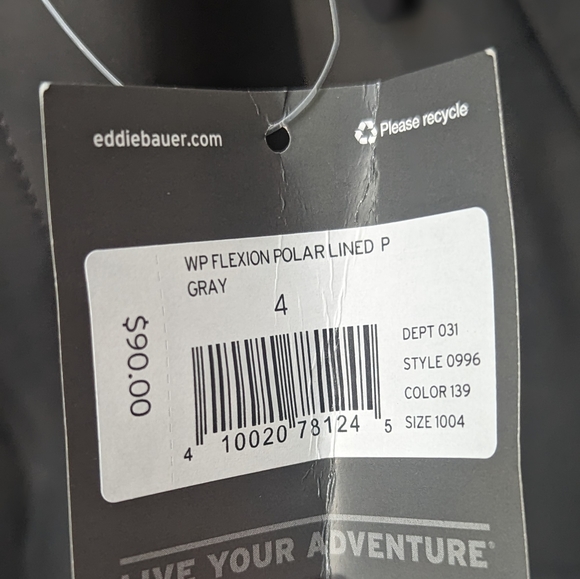 eddiebauer.com
Please recycle
WP FLEXION POLAR LINED P
GRAY
4
$90.00
DEPT 031
STYLE 0996
COLOR 139
SIZE 1004
4 10020 78124 5
LIVE YOUR ADVENTURE®